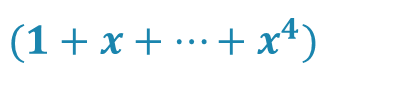 (1 + x + ⋯ + x⁴)